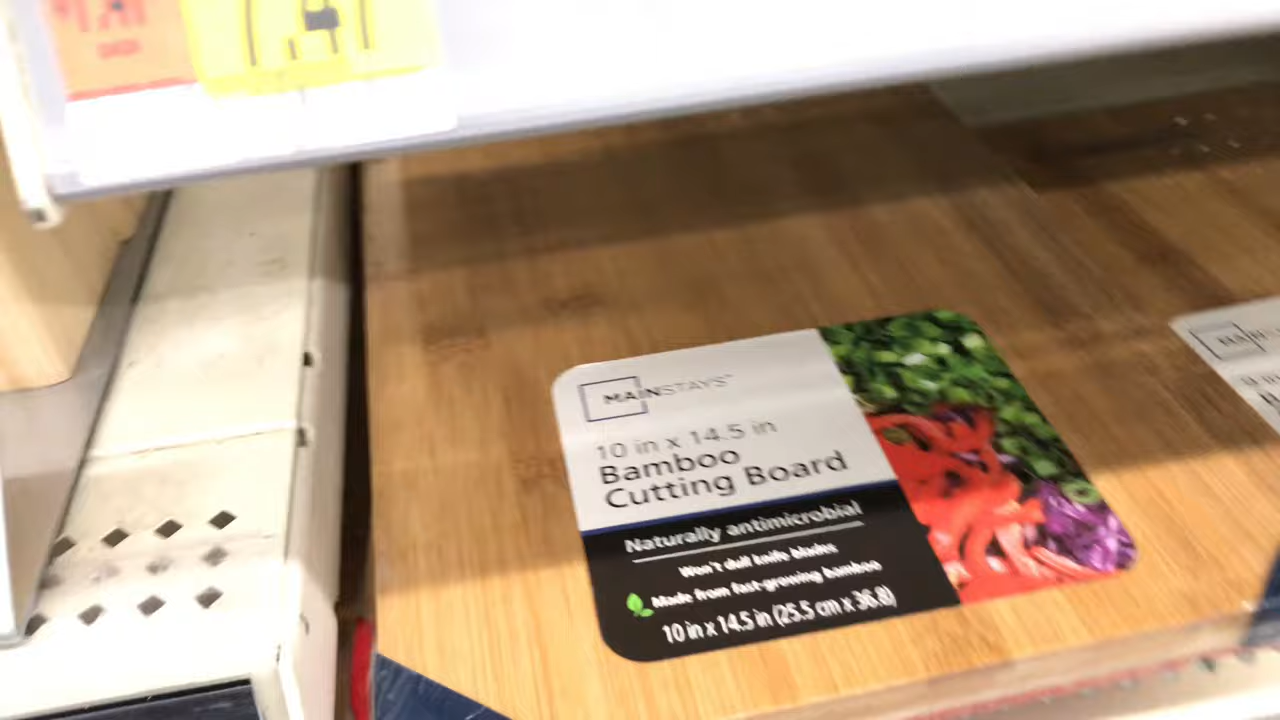 MAINSTAYS™
10 in x 14.5 in
Bamboo
Cutting Board
Naturally antimicrobial
Won't dull knife blades
Made from fast-growing bamboo
10 in x 14.5 in (25.5 cm x 36.8)